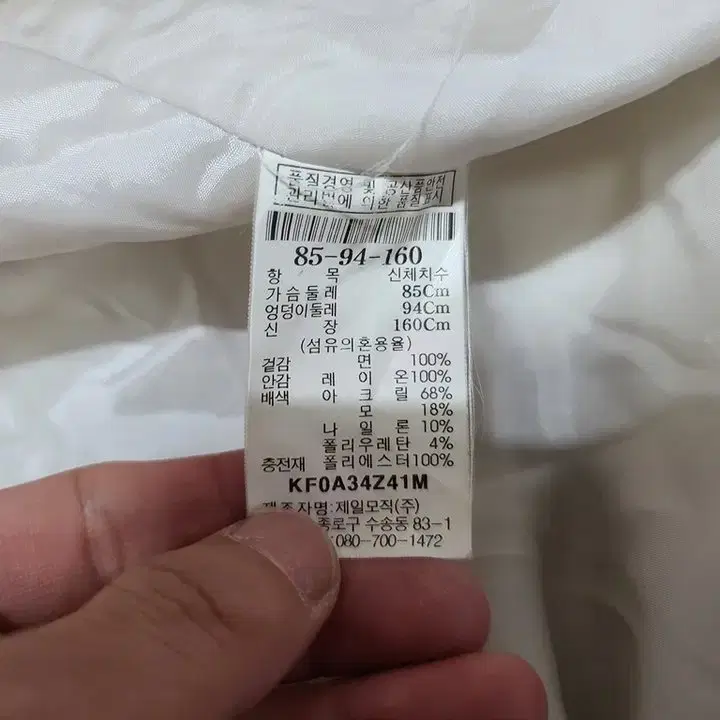 품질경영 및 공산품안전
관리법에 의한 품질표시
85-94-160
항 목 신체치수
가슴둘레 85Cm
엉덩이둘레 94Cm
신 장 160Cm
(섬유의혼용율)
겉감 면 100%
안감 레 이 온100%
배색 아 크 릴 68%
모 18%
나 일 론 10%
폴리우레탄 4%
충전재 폴리에스터100%
KF0A34Z41M
제조자명:제일모직(주)
종로구 수송동 83-1
:080-700-1472